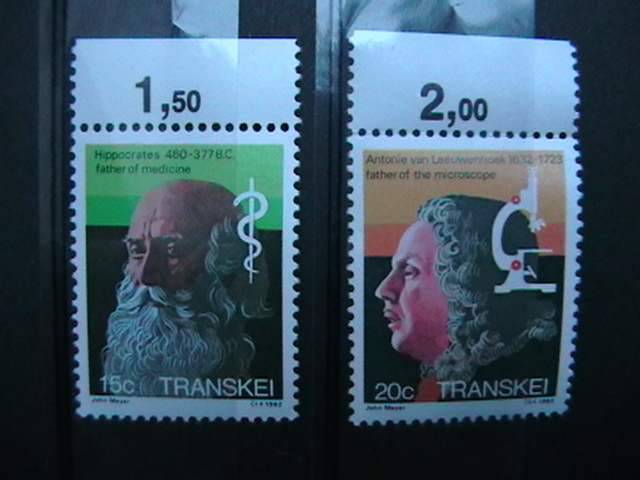 1,50
Hippocrates 460-377 B.C.
father of medicine
15c TRANSKEI
John Meyer
2,00
Antonie van Leeuwenhoek 1632-1723
father of the microscope
20c TRANSKEI
John Meyer